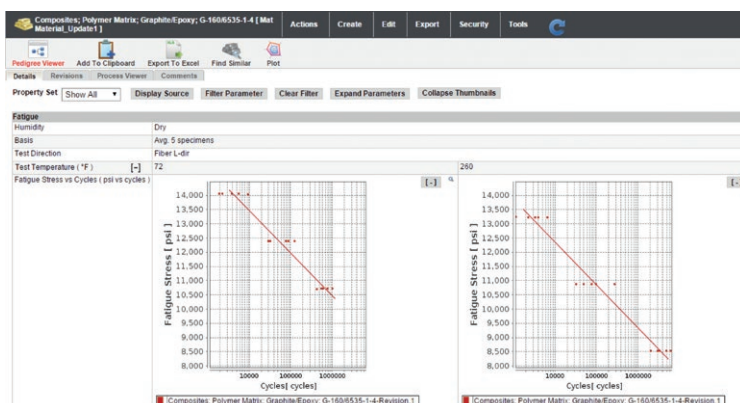 Composites; Polymer Matrix; Graphite/Epoxy; G-160/6535-1-4 [ Mat
Material_Update1 ]
Actions Create Edit Export Security Tools
Pedigree Viewer Add To Clipboard Export To Excel Find Similar Plot
Details Revisions Process Viewer Comments
Property Set Show All Display Source Filter Parameter Clear Filter Expand Parameters Collapse Thumbnails
Fatigue
Humidity Dry
Basis Avg. 5 specimens
Test Direction Fiber L-dir
Test Temperature ( °F ) [-] 72 260
Fatigue Stress vs Cycles ( psi vs cycles ) [-] [-
14,000
13,500
13,000
12,500
12,000
11,500
11,000
10,500
10,000
9,500
9,000
8,500
8,000
Fatigue Stress [ psi ]
10000 100000 1000000
Cycles[ cycles]
Composites; Polymer Matrix; Graphite/Epoxy; G-160/6535-1-4-Revision 1
14,000
13,500
13,000
12,500
12,000
11,500
11,000
10,500
10,000
9,500
9,000
8,500
8,000
Fatigue Stress [ psi ]
10000 100000 1000000
Cycles[ cycles]
Composites; Polymer Matrix; Graphite/Epoxy; G-160/6535-1-4-Revision 1